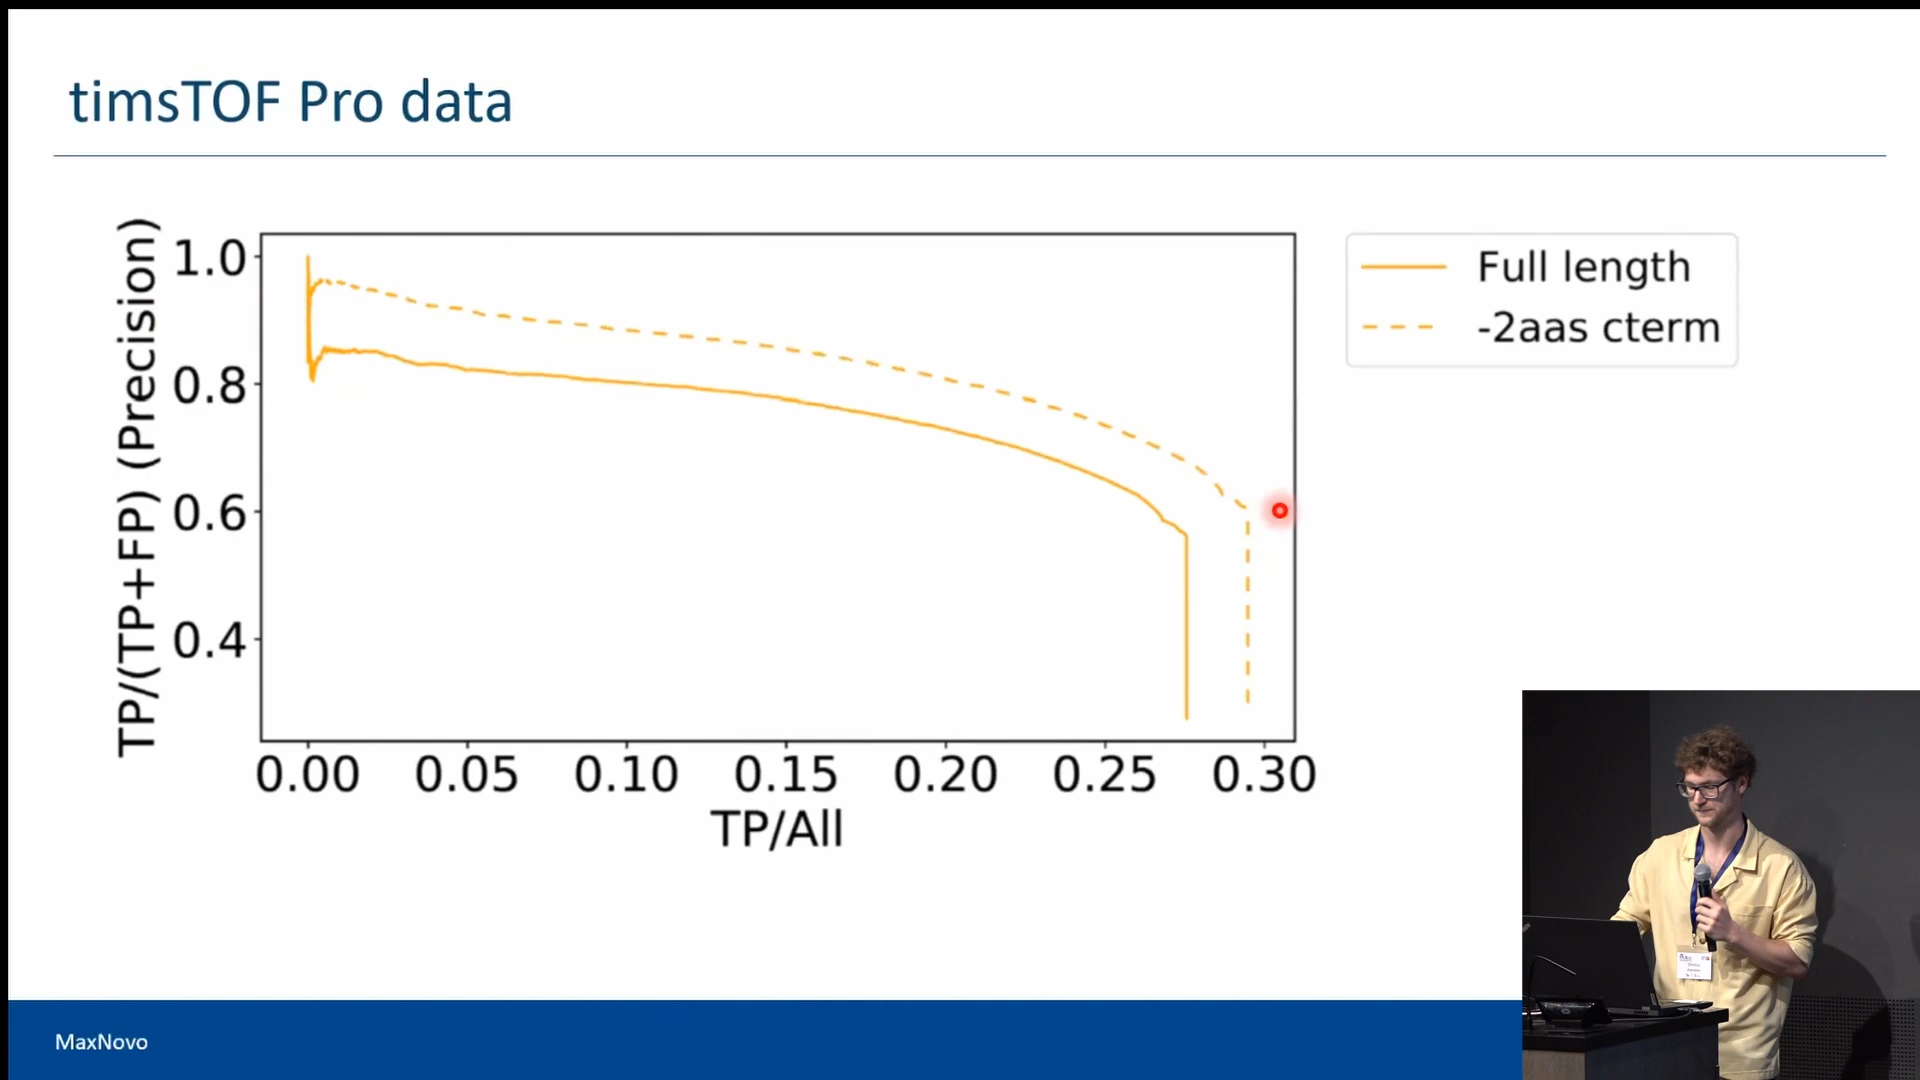 timsTOF Pro data
TP/(TP+FP) (Precision)
1.0
0.8
0.6
0.4
0.00 0.05 0.10 0.15 0.20 0.25 0.30
TP/All
Full length
-2aas cterm
MaxNovo